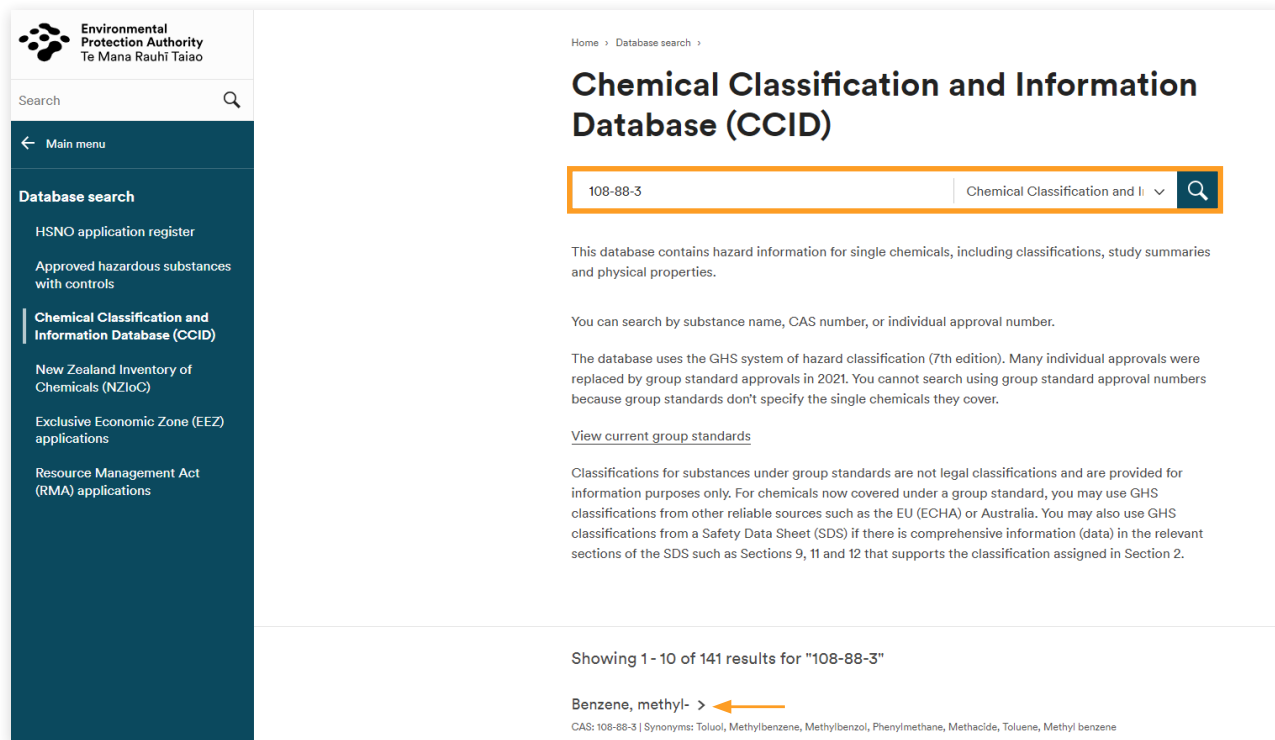 Environmental
Protection Authority
Te Mana Rauhī Taiao
Search
Main menu
Database search
HSNO application register
Approved hazardous substances
with controls
Chemical Classification and
Information Database (CCID)
New Zealand Inventory of
Chemicals (NZIoC)
Exclusive Economic Zone (EEZ)
applications
Resource Management Act
(RMA) applications
Home › Database search ›
Chemical Classification and Information
Database (CCID)
108-88-3
Chemical Classification and I
This database contains hazard information for single chemicals, including classifications, study summaries
and physical properties.
You can search by substance name, CAS number, or individual approval number.
The database uses the GHS system of hazard classification (7th edition). Many individual approvals were
replaced by group standard approvals in 2021. You cannot search using group standard approval numbers
because group standards don't specify the single chemicals they cover.
View current group standards
Classifications for substances under group standards are not legal classifications and are provided for
information purposes only. For chemicals now covered under a group standard, you may use GHS
classifications from other reliable sources such as the EU (ECHA) or Australia. You may also use GHS
classifications from a Safety Data Sheet (SDS) if there is comprehensive information (data) in the relevant
sections of the SDS such as Sections 9, 11 and 12 that supports the classification assigned in Section 2.
Showing 1 - 10 of 141 results for "108-88-3"
Benzene, methyl- >
CAS: 108-88-3 | Synonyms: Toluol, Methylbenzene, Methylbenzol, Phenylmethane, Methacide, Toluene, Methyl benzene